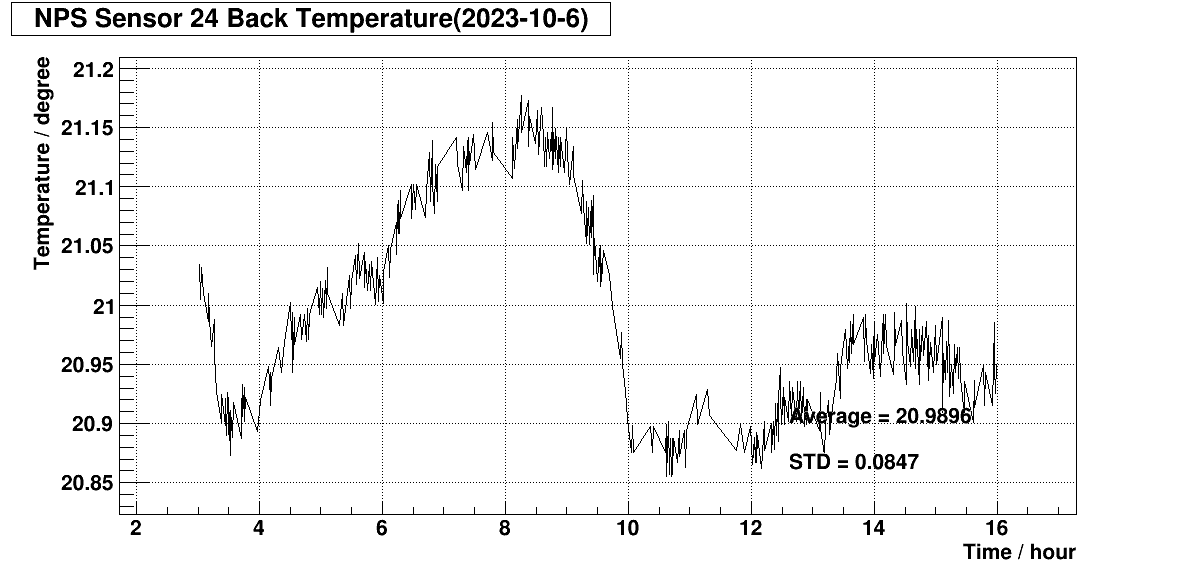 NPS Sensor 24 Back Temperature(2023-10-6)
Temperature / degree
21.2
21.15
21.1
21.05
21
20.95
20.9
20.85
Average = 20.9896
STD = 0.0847
2 4 6 8 10 12 14 16
Time / hour